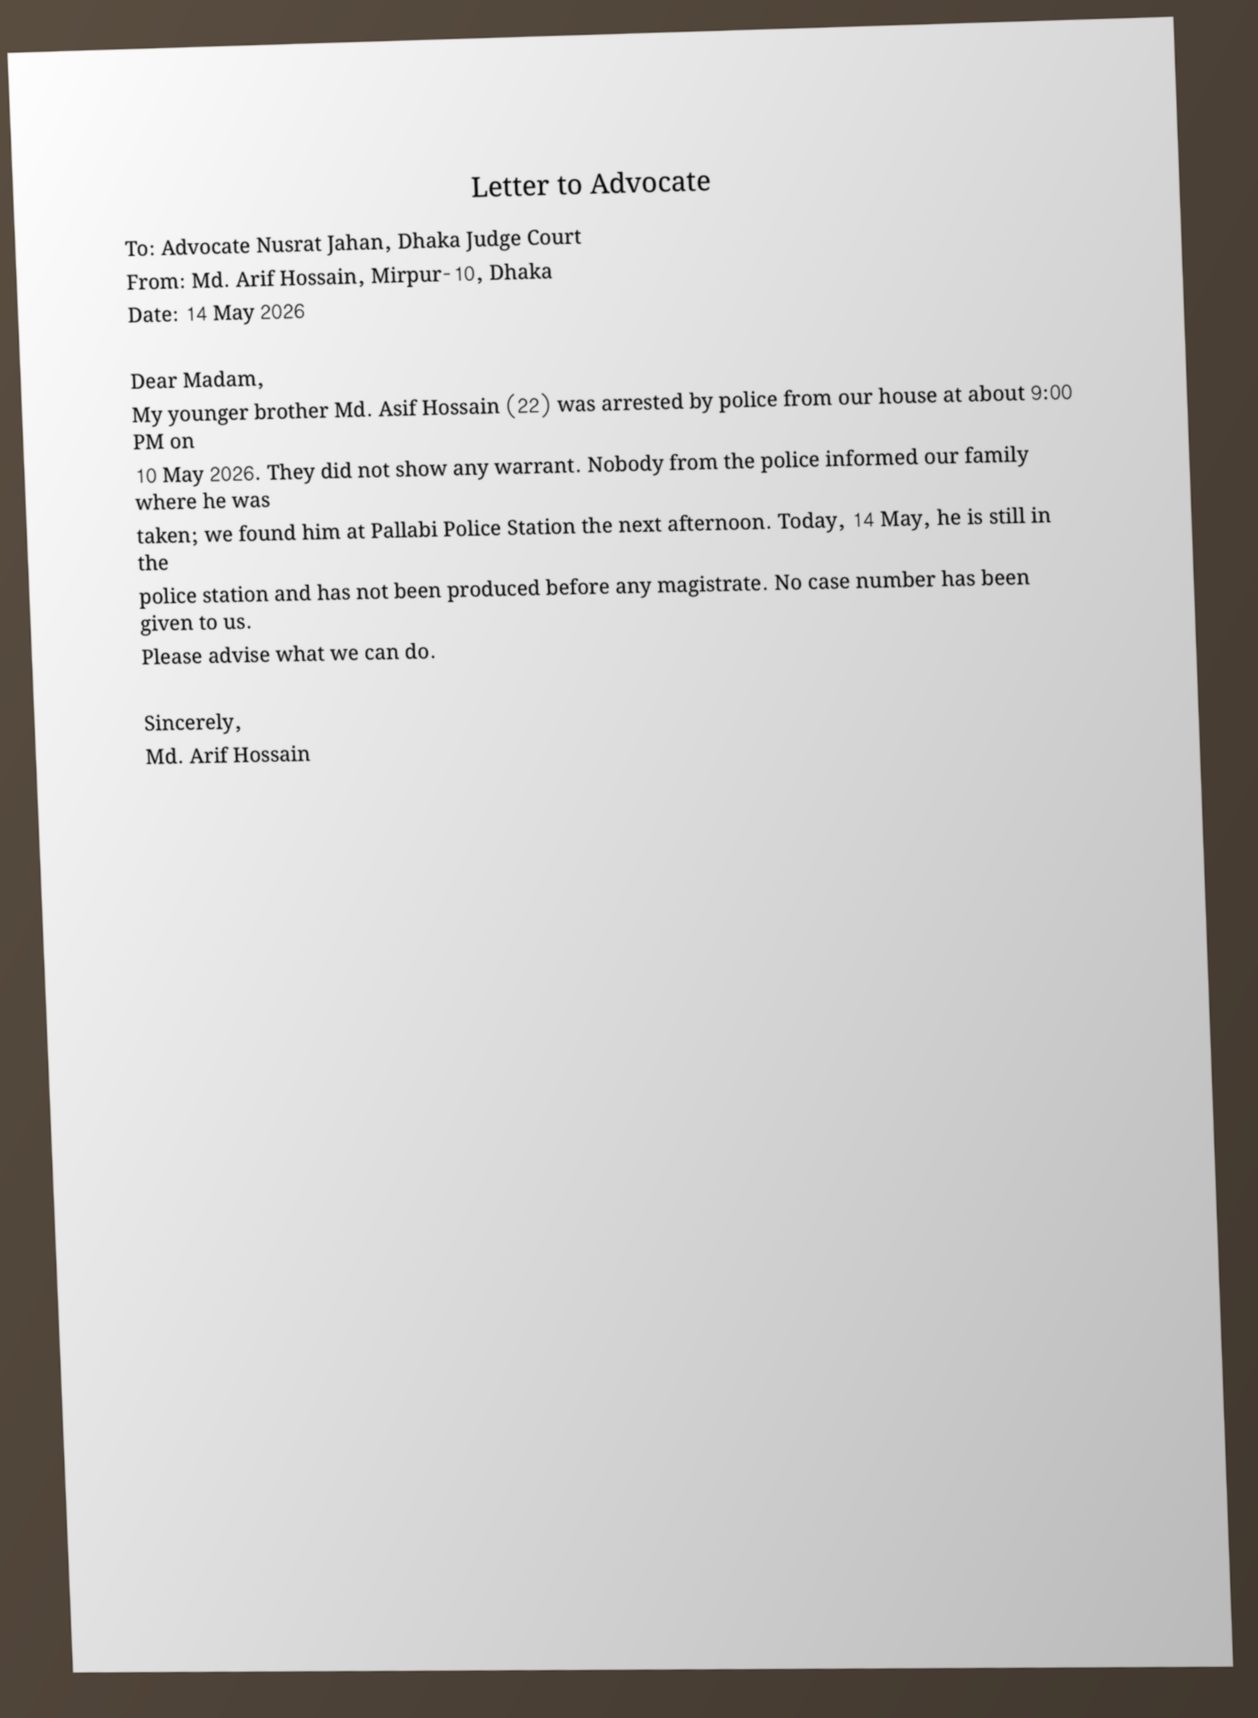 Letter to Advocate
To: Advocate Nusrat Jahan, Dhaka Judge Court
From: Md. Arif Hossain, Mirpur-10, Dhaka
Date: 14 May 2026
Dear Madam,
My younger brother Md. Asif Hossain (22) was arrested by police from our house at about 9:00
PM on
10 May 2026. They did not show any warrant. Nobody from the police informed our family
where he was
taken; we found him at Pallabi Police Station the next afternoon. Today, 14 May, he is still in
the
police station and has not been produced before any magistrate. No case number has been
given to us.
Please advise what we can do.
Sincerely,
Md. Arif Hossain